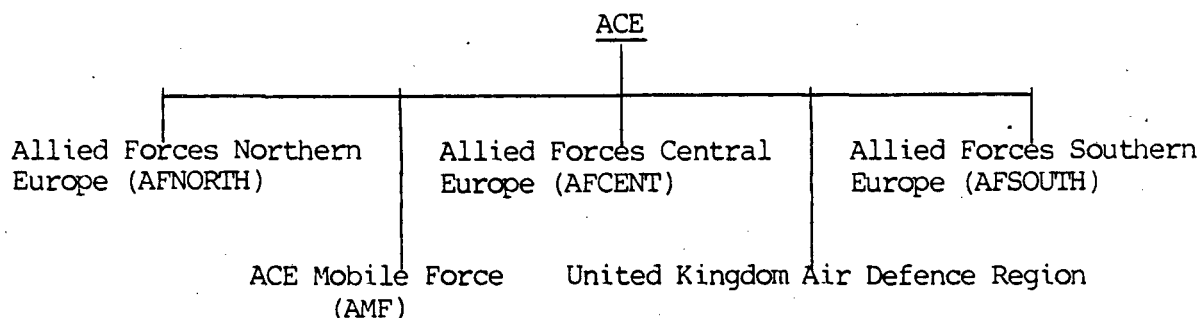 ACE
Allied Forces Northern
Europe (AFNORTH)
Allied Forces Central
Europe (AFCENT)
Allied Forces Southern
Europe (AFSOUTH)
ACE Mobile Force
(AMF)
United Kingdom Air Defence Region